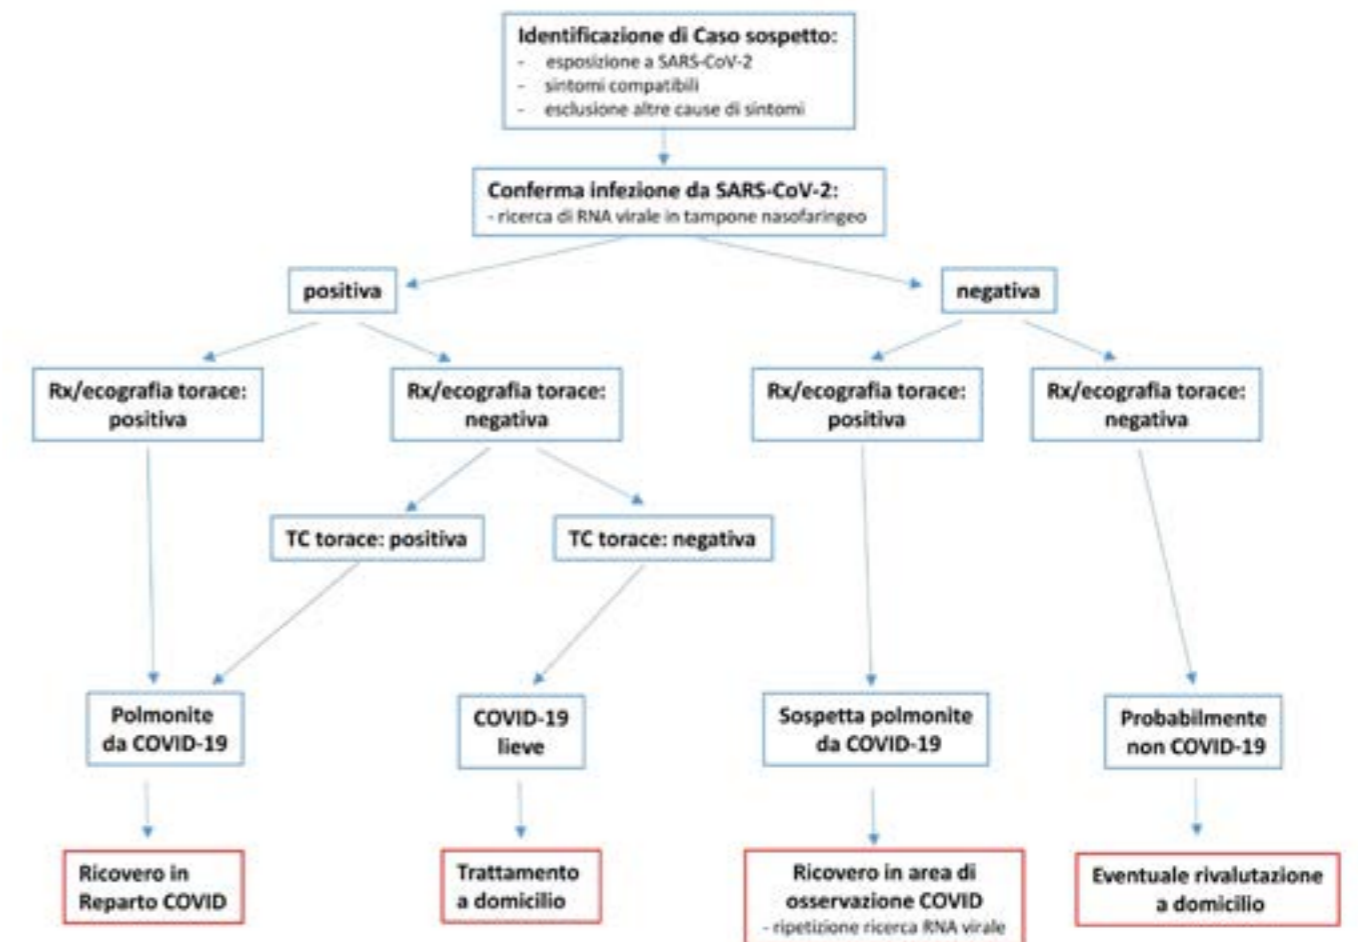 Identificazione di Caso sospetto:
- esposizione a SARS-CoV-2
- sintomi compatibili
- esclusione altre cause di sintomi
Conferma infezione da SARS-CoV-2:
- ricerca di RNA virale in tampone nasofaringeo
positiva
negativa
Rx/ecografia torace:
positiva
Rx/ecografia torace:
negativa
Rx/ecografia torace:
positiva
Rx/ecografia torace:
negativa
TC torace: positiva
TC torace: negativa
Polmonite
da COVID-19
COVID-19
lieve
Sospetta polmonite
da COVID-19
Probabilmente
non COVID-19
Ricovero in
Reparto COVID
Trattamento
a domicilio
Ricovero in area di
osservazione COVID
- ripetizione ricerca RNA virale
Eventuale rivalutazione
a domicilio